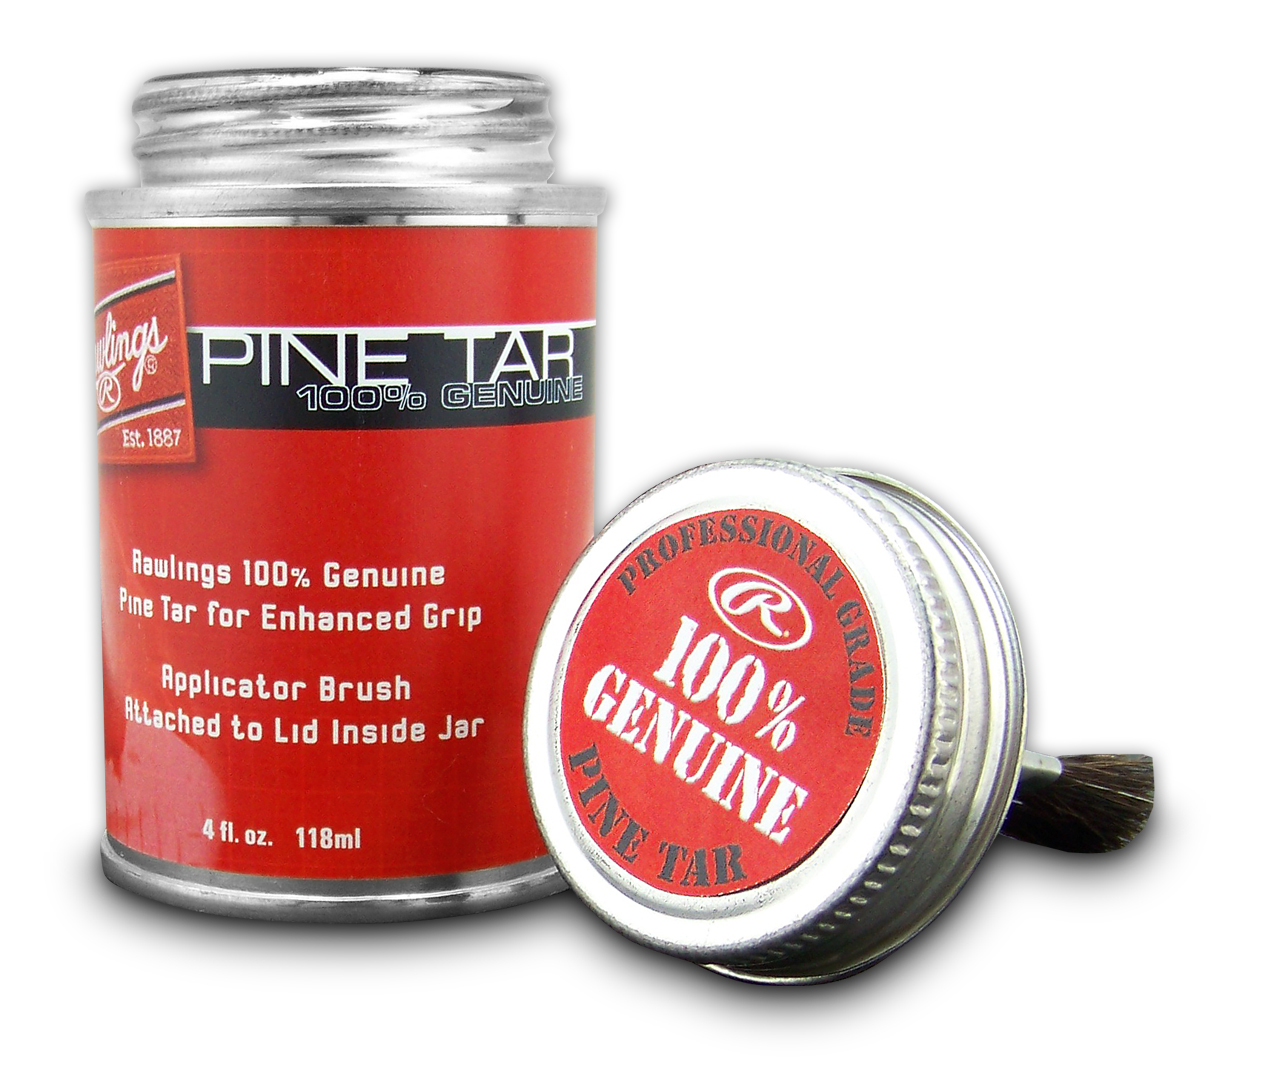 wlings®
R
Est. 1887
PINE TAR
100% GENUINE
Rawlings 100% Genuine
Pine Tar for Enhanced Grip
Applicator Brush
Attached to Lid Inside Jar
4 fl. oz. 118ml
PROFESSIONAL GRADE
R
100%
GENUINE
PINE TAR